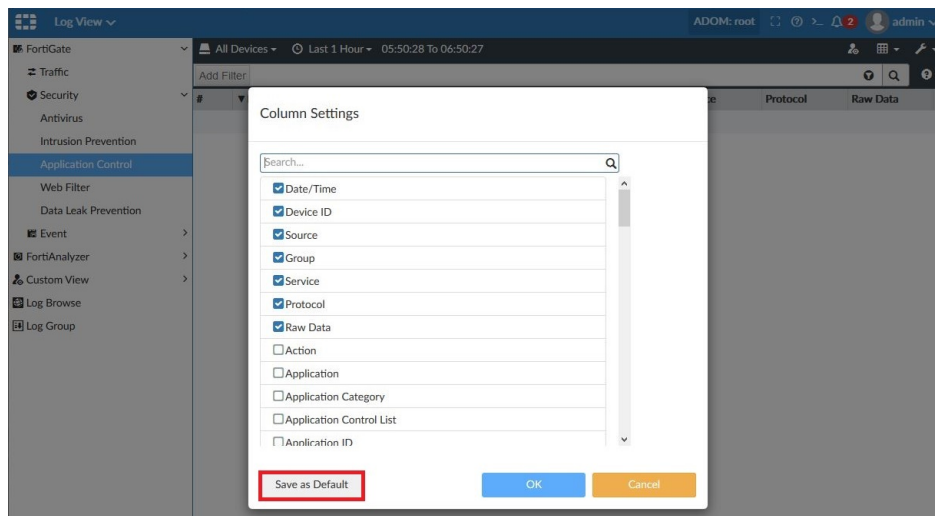 Log View
ADOM: root
2
admin
FortiGate
All Devices
Last 1 Hour
05:50:28 To 06:50:27
Traffic
Add Filter
Security
#
Protocol
Raw Data
Antivirus
Intrusion Prevention
Application Control
Web Filter
Data Leak Prevention
Event
FortiAnalyzer
Custom View
Log Browse
Log Group
Column Settings
Search...
Date/Time
Device ID
Source
Group
Service
Protocol
Raw Data
Action
Application
Application Category
Application Control List
Application ID
Save as Default
OK
Cancel